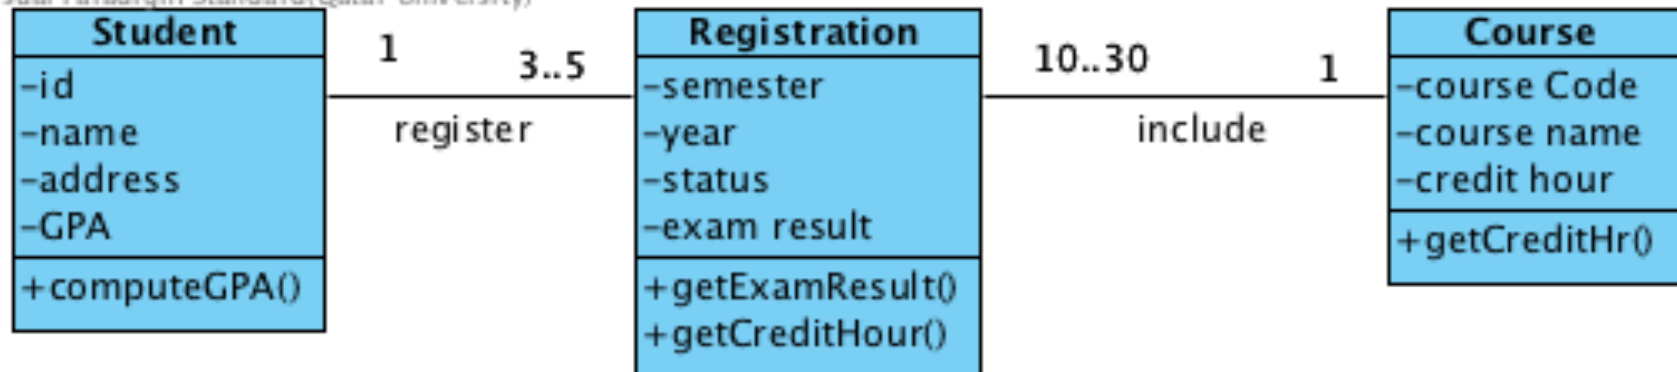 Student
-id
-name
-address
-GPA
+computeGPA()
1
3..5
register
Registration
-semester
-year
-status
-exam result
+getExamResult()
+getCreditHour()
10..30
1
include
Course
-course Code
-course name
-credit hour
+getCreditHr()